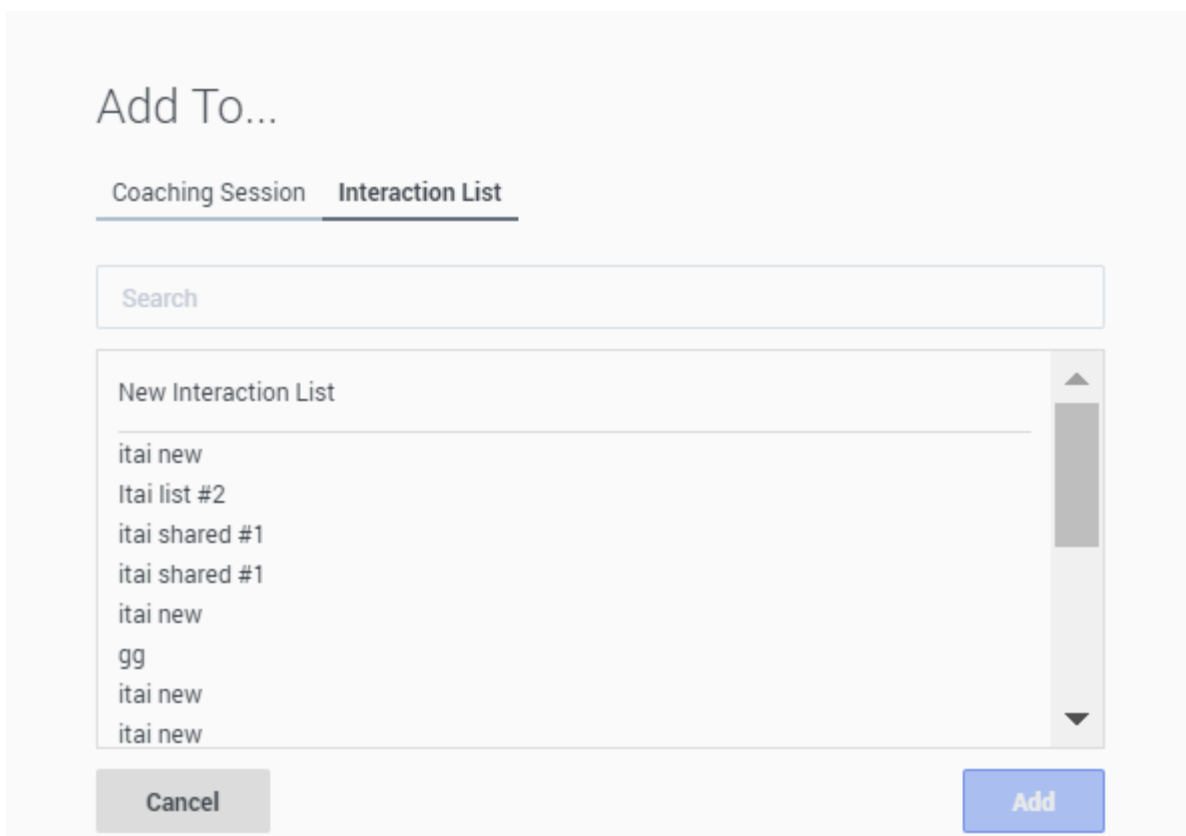 Add To...
Coaching Session Interaction List
Search
New Interaction List
itai new
Itai list #2
itai shared #1
itai shared #1
itai new
gg
itai new
itai new
Cancel Add